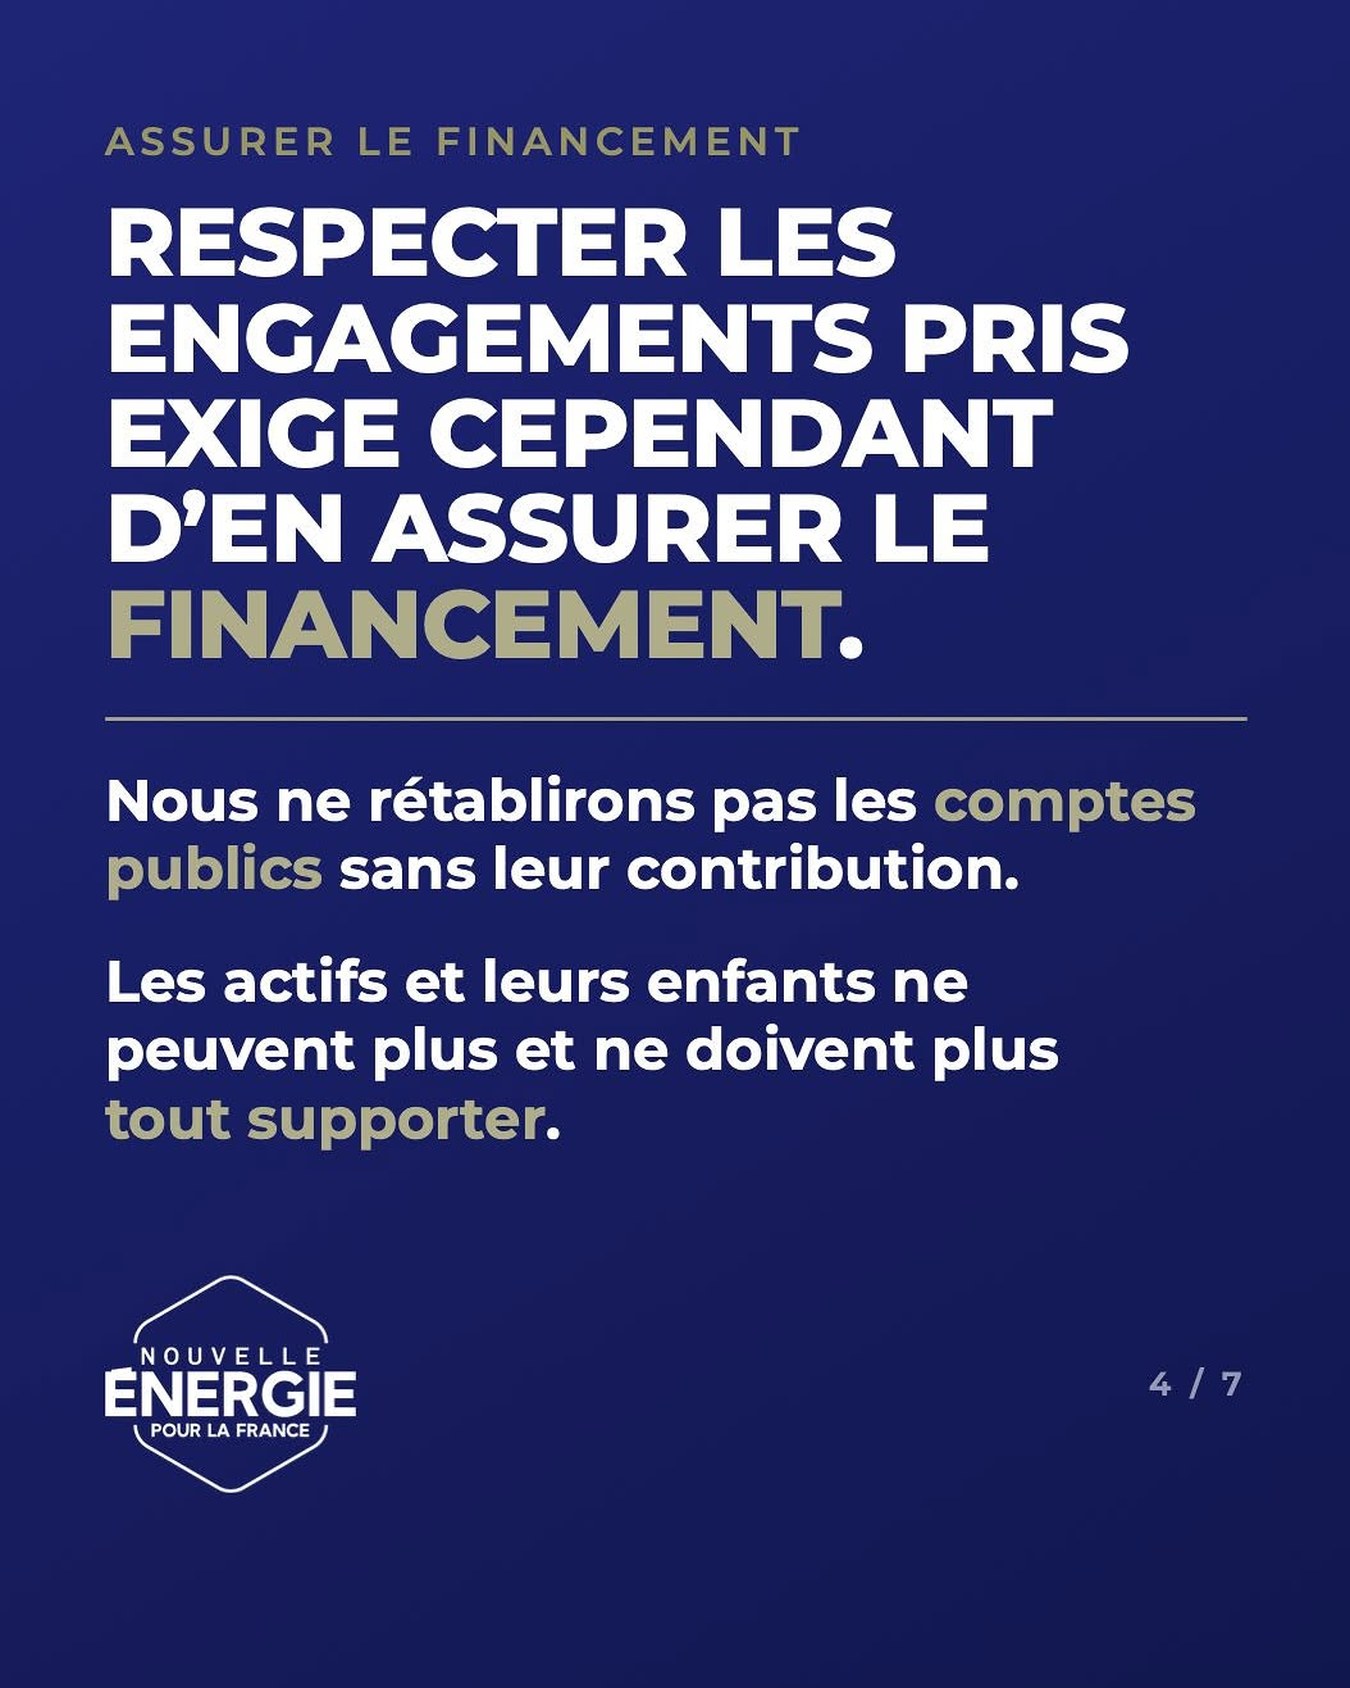 ASSURER LE FINANCEMENT
RESPECTER LES
ENGAGEMENTS PRIS
EXIGE CEPENDANT
D’EN ASSURER LE
FINANCEMENT.
Nous ne rétablirons pas les comptes
publics sans leur contribution.
Les actifs et leurs enfants ne
peuvent plus et ne doivent plus
tout supporter.
NOUVELLE
ÉNERGIE
POUR LA FRANCE
4 / 7